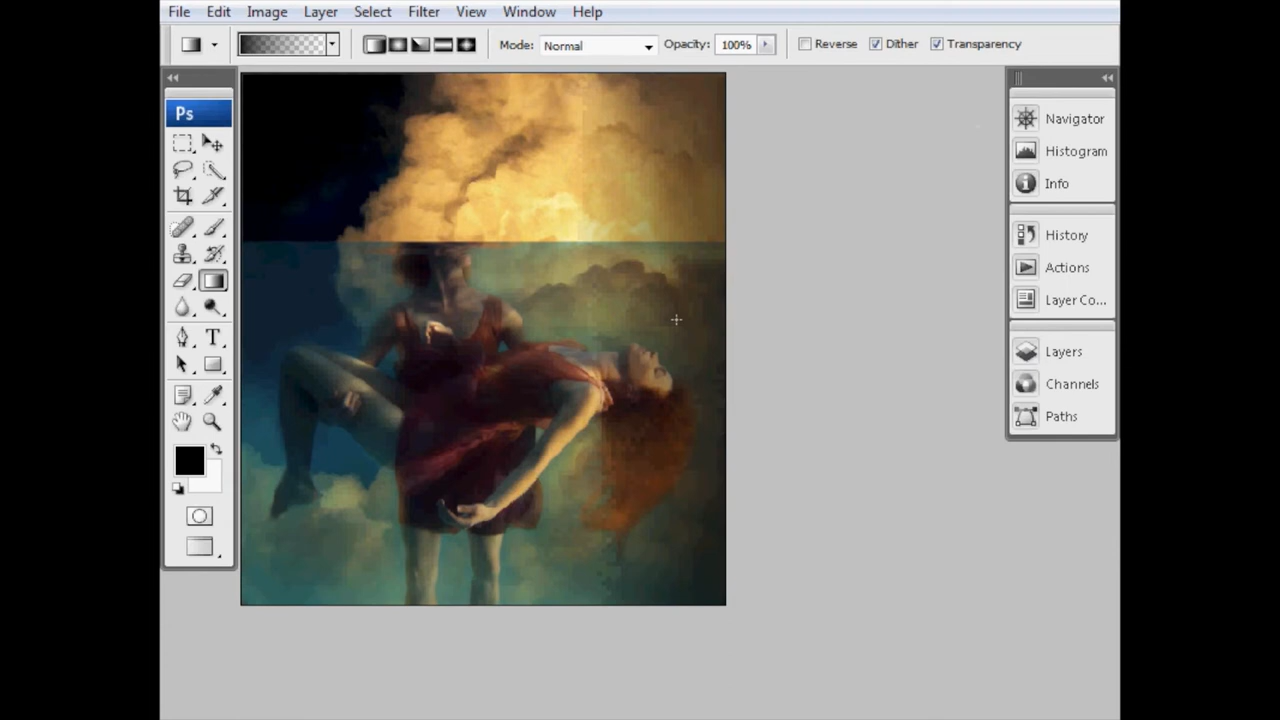 File Edit Image Layer Select Filter View Window Help
Mode: Normal Opacity: 100% Reverse Dither Transparency
Ps
T
Navigator
Histogram
Info
History
Actions
Layer Co...
Layers
Channels
Paths